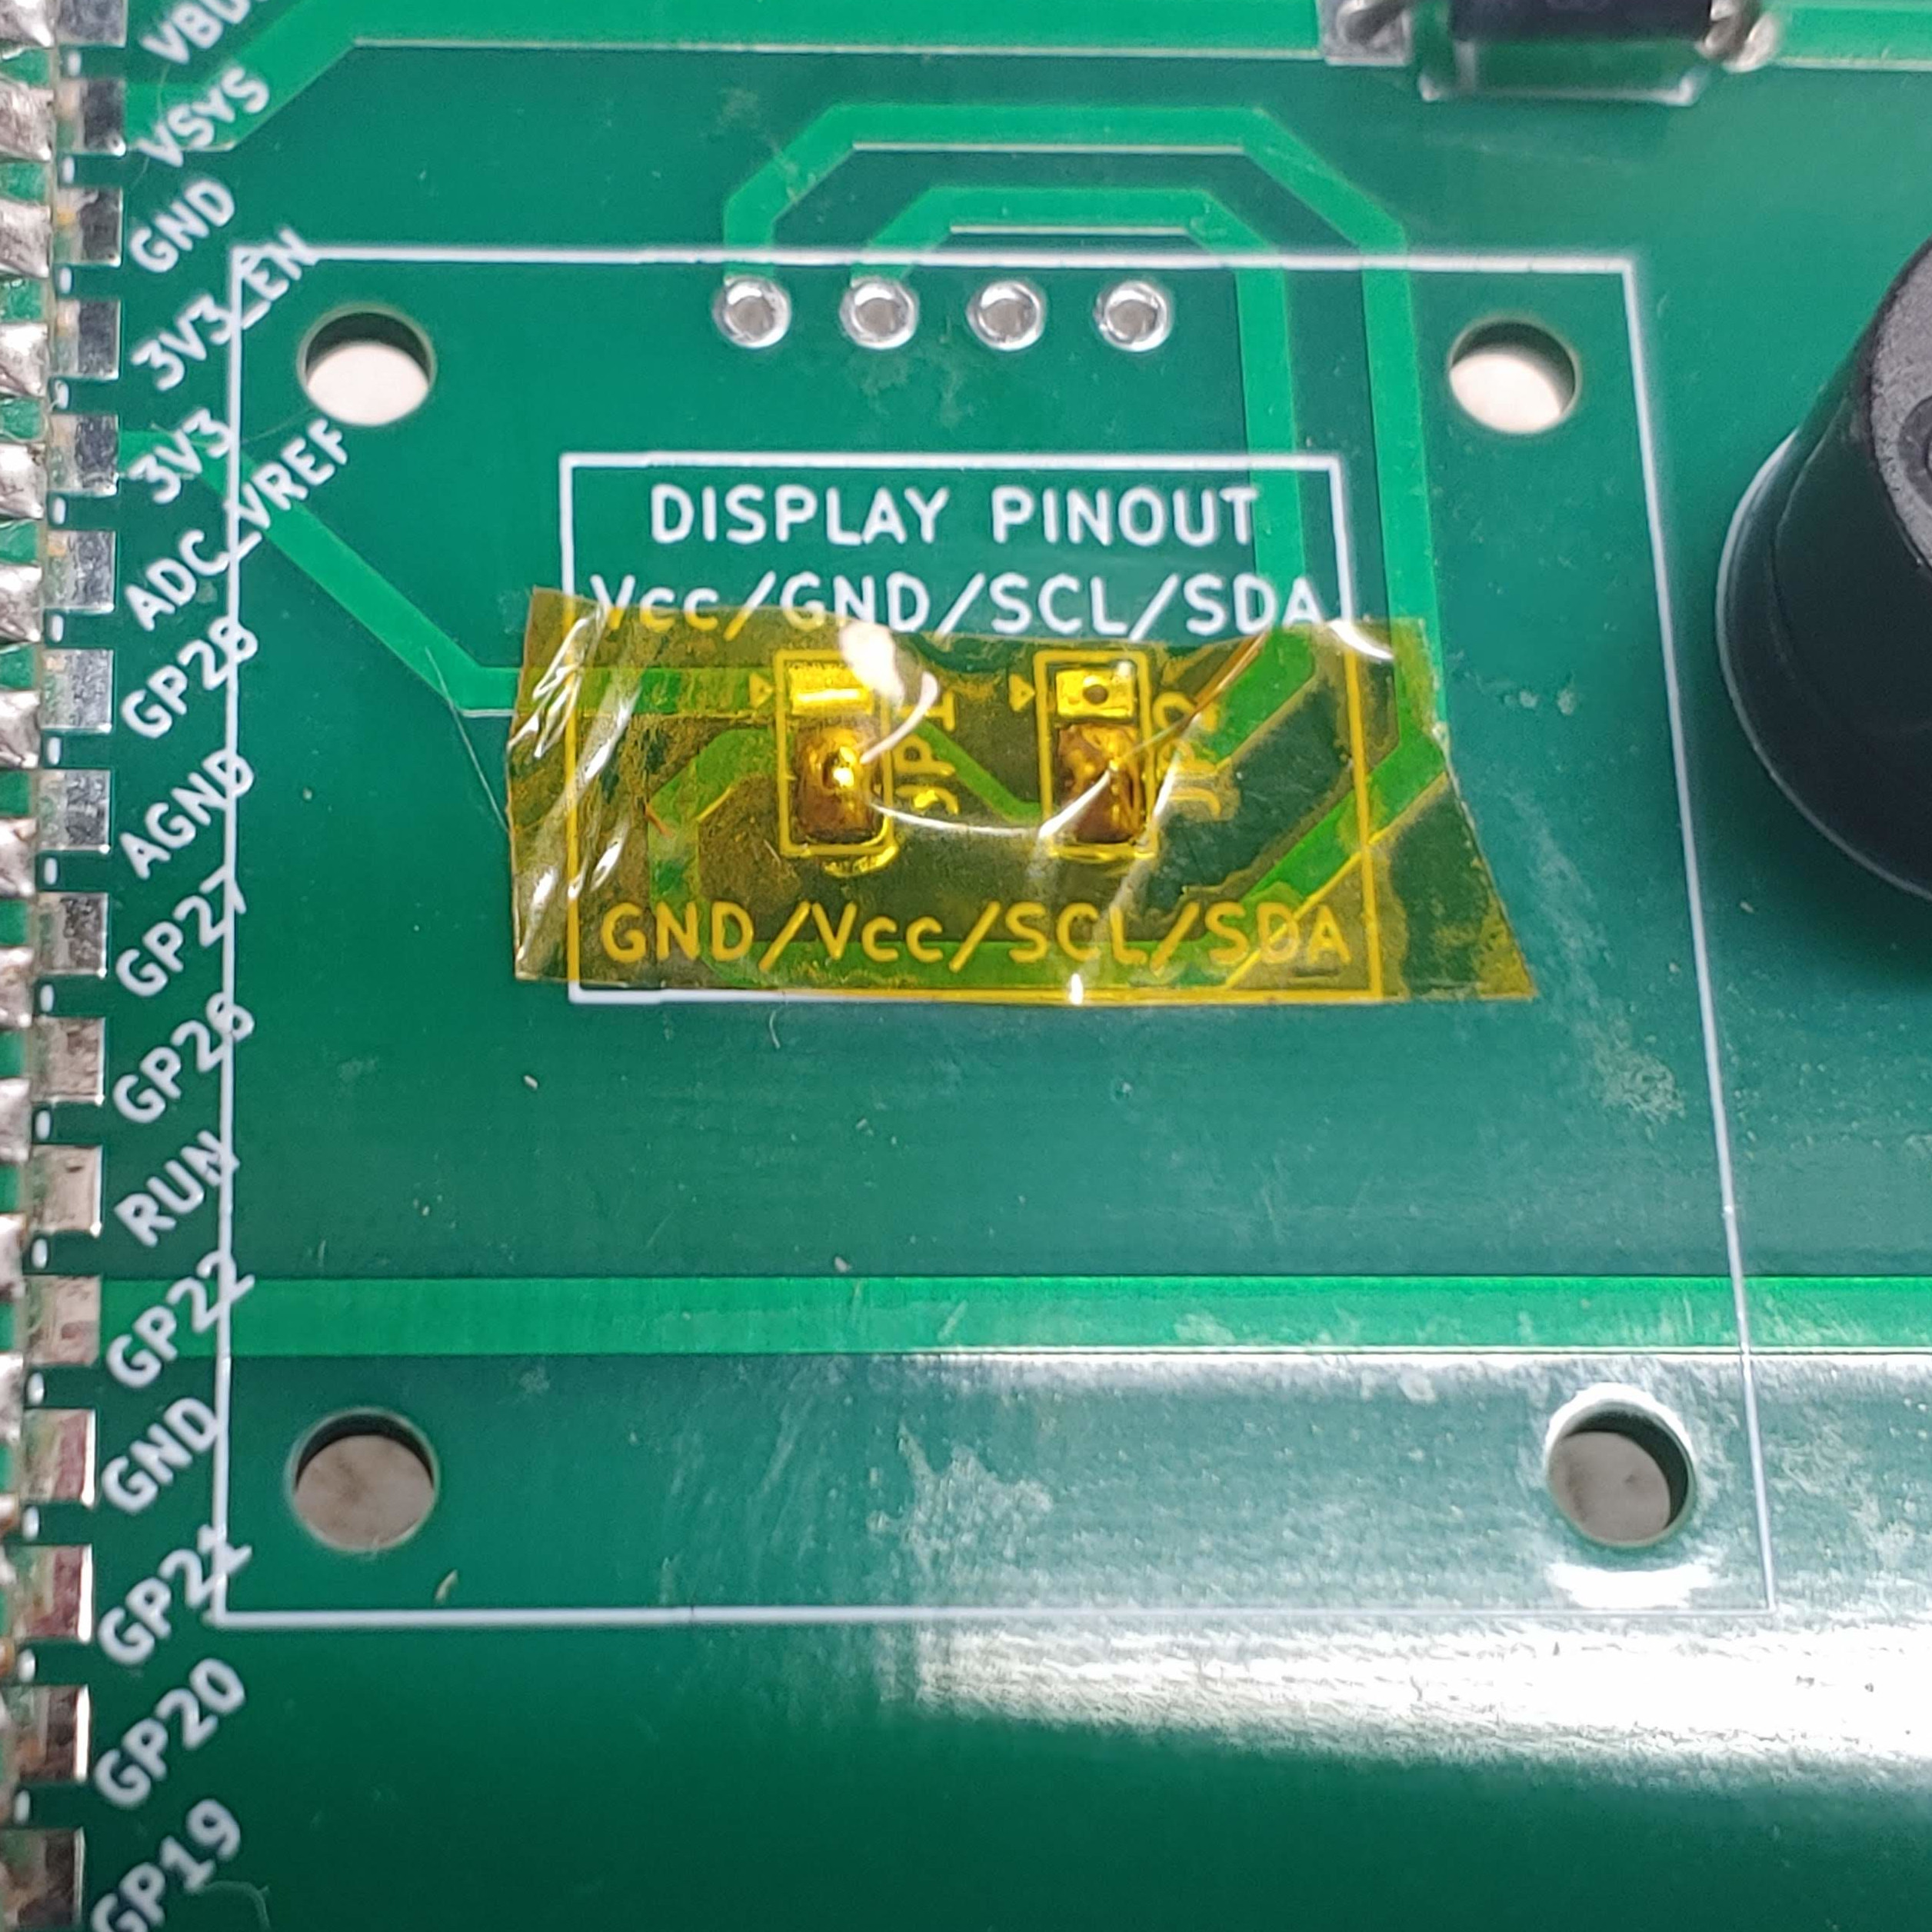 VSYS
GND
3V3_EN
3V3
ADC_VREF
GP28
AGND
GP27
GP26
RUN
GP22
GND
GP21
GP20
GP19
DISPLAY PINOUT
Vcc/GND/SCL/SDA
JP1
JP2
GND/Vcc/SCL/SDA